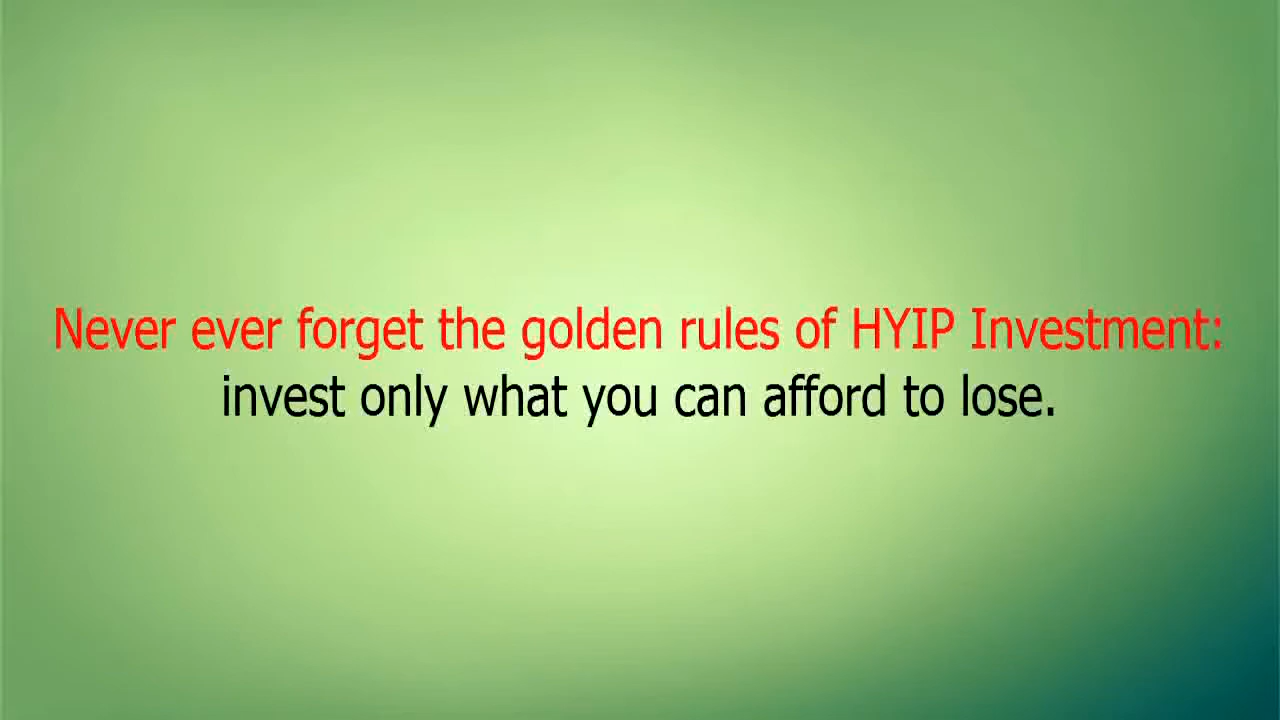 Never ever forget the golden rules of HYIP Investment:
invest only what you can afford to lose.